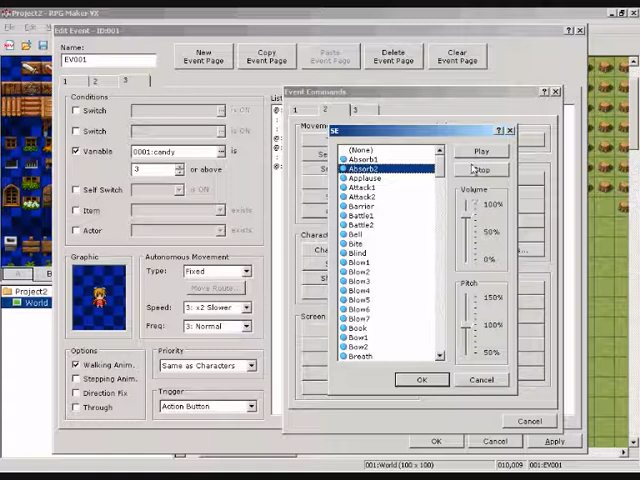 Project2 - RPG Maker VX
Edit Event - ID:001
Name:
EV001
New Event Page
Copy Event Page
Paste Event Page
Delete Event Page
Clear Event Page
1 2 3
Conditions
Switch is ON
Switch is ON
Variable 0001:candy is
3 or above
Self Switch is ON
Item exists
Actor exists
Graphic
Autonomous Movement
Type: Fixed
Move Route...
Speed: 3: x2 Slower
Freq: 3: Normal
Options
Walking Anim.
Stepping Anim.
Direction Fix
Through
Priority
Same as Characters
Trigger
Action Button
Event Commands
1 2 3
Screen
Cancel
SE
(None)
Absorb1
Absorb2
Applause
Attack1
Attack2
Barrier
Battle1
Battle2
Bell
Bite
Blind
Blow1
Blow2
Blow3
Blow4
Blow5
Blow6
Blow7
Book
Bow1
Bow2
Breath
Play
Stop
Volume
100%
50%
0%
Pitch
150%
100%
50%
OK
Cancel
OK
Cancel
Apply
Project2
World
001:World (100 x 100)
010,009
001:EV001